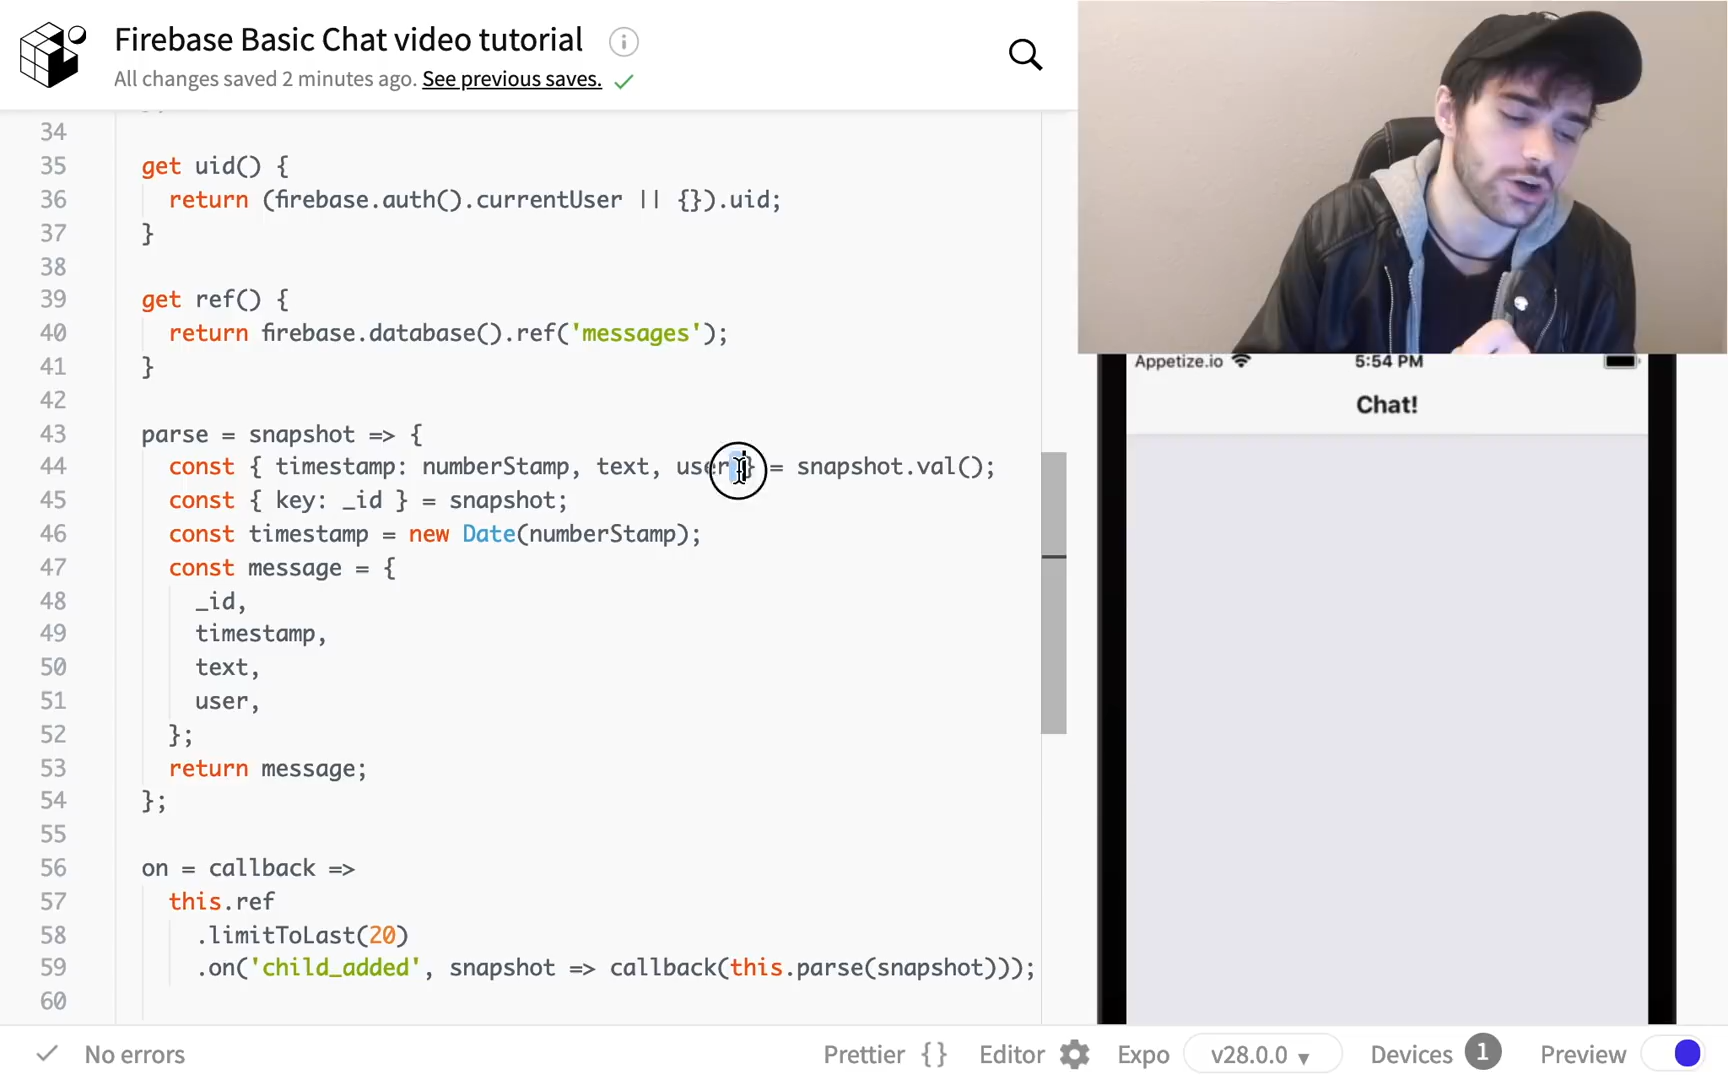 Firebase Basic Chat video tutorial
All changes saved 2 minutes ago. See previous saves.
34
35 get uid() {
36 return (firebase.auth().currentUser || {}).uid;
37 }
38
39 get ref() {
40 return firebase.database().ref('messages');
41 }
42
43 parse = snapshot => {
44 const { timestamp: numberStamp, text, user } = snapshot.val();
45 const { key: _id } = snapshot;
46 const timestamp = new Date(numberStamp);
47 const message = {
48 _id,
49 timestamp,
50 text,
51 user,
52 };
53 return message;
54 };
55
56 on = callback =>
57 this.ref
58 .limitToLast(20)
59 .on('child_added', snapshot => callback(this.parse(snapshot)));
60
Appetize.io 5:54 PM
Chat!
No errors Prettier {} Editor Expo v28.0.0 Devices 1 Preview